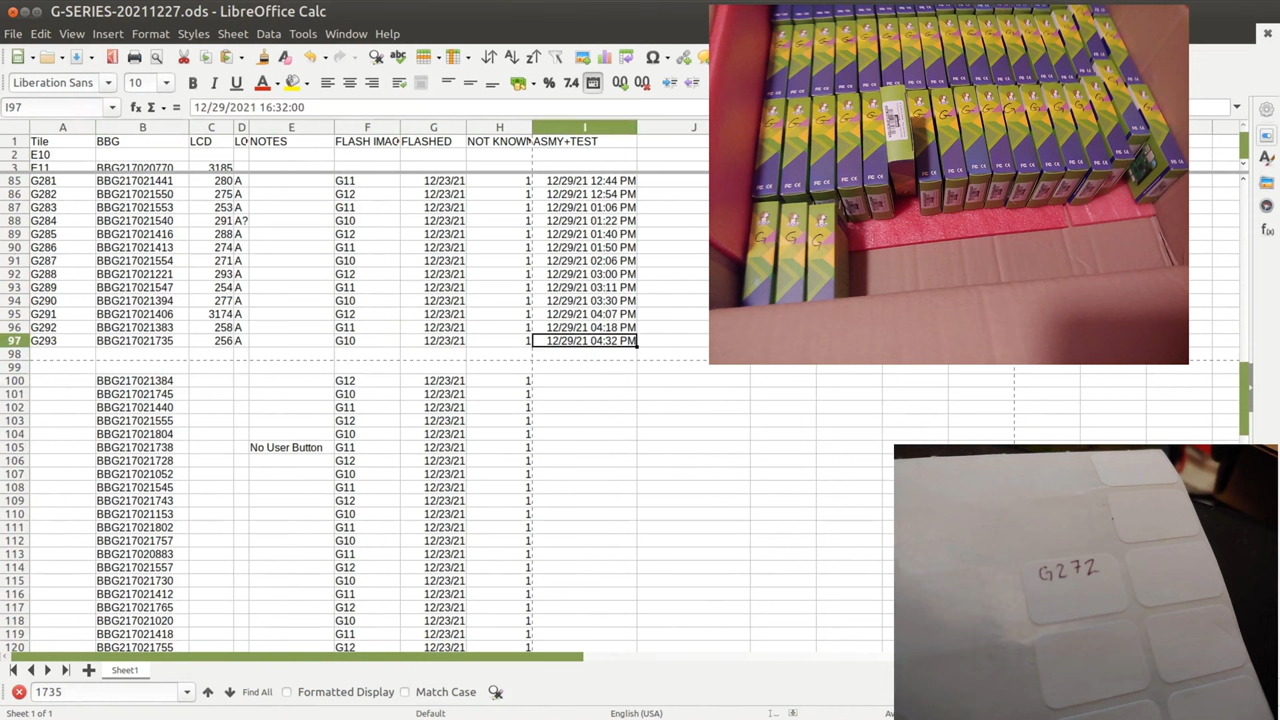 G-SERIES-20211227.ods - LibreOffice Calc
File Edit View Insert Format Styles Sheet Data Tools Window Help
Liberation Sans 10
I97 12/29/2021 16:32:00
A B C D E F G H I J
1 Tile BBG LCD NOTES FLASH IMAG FLASHED NOT KNOWN ASMY+TEST
2 E10
3 E11 BBG217020770 3185
85 G281 BBG217021441 280 A G11 12/23/21 1 12/29/21 12:44 PM
86 G282 BBG217021550 275 A G12 12/23/21 1 12/29/21 12:54 PM
87 G283 BBG217021553 253 A G11 12/23/21 1 12/29/21 01:06 PM
88 G284 BBG217021540 291 A? G10 12/23/21 1 12/29/21 01:22 PM
89 G285 BBG217021416 288 A G12 12/23/21 1 12/29/21 01:40 PM
90 G286 BBG217021413 274 A G11 12/23/21 1 12/29/21 01:50 PM
91 G287 BBG217021554 271 A G10 12/23/21 1 12/29/21 02:06 PM
92 G288 BBG217021221 293 A G12 12/23/21 1 12/29/21 03:00 PM
93 G289 BBG217021547 254 A G11 12/23/21 1 12/29/21 03:11 PM
94 G290 BBG217021394 277 A G10 12/23/21 1 12/29/21 03:30 PM
95 G291 BBG217021406 3174 A G12 12/23/21 1 12/29/21 04:07 PM
96 G292 BBG217021383 258 A G11 12/23/21 1 12/29/21 04:18 PM
97 G293 BBG217021735 256 A G10 12/23/21 1 12/29/21 04:32 PM
98
99
100 BBG217021384 G12 12/23/21 1
101 BBG217021745 G10 12/23/21 1
102 BBG217021440 G11 12/23/21 1
103 BBG217021555 G12 12/23/21 1
104 BBG217021804 G10 12/23/21 1
105 BBG217021738 No User Button G11 12/23/21 1
106 BBG217021728 G12 12/23/21 1
107 BBG217021052 G10 12/23/21 1
108 BBG217021545 G11 12/23/21 1
109 BBG217021743 G12 12/23/21 1
110 BBG217021153 G10 12/23/21 1
111 BBG217021802 G11 12/23/21 1
112 BBG217021757 G10 12/23/21 1
113 BBG217020883 G11 12/23/21 1
114 BBG217021557 G12 12/23/21 1
115 BBG217021730 G10 12/23/21 1
116 BBG217021412 G11 12/23/21 1
117 BBG217021765 G12 12/23/21 1
118 BBG217021020 G10 12/23/21 1
119 BBG217021418 G11 12/23/21 1
120 BBG217021755 G12 12/23/21 1
G272
Sheet1
1735 Find All Formatted Display Match Case
Sheet 1 of 1 Default English (USA)